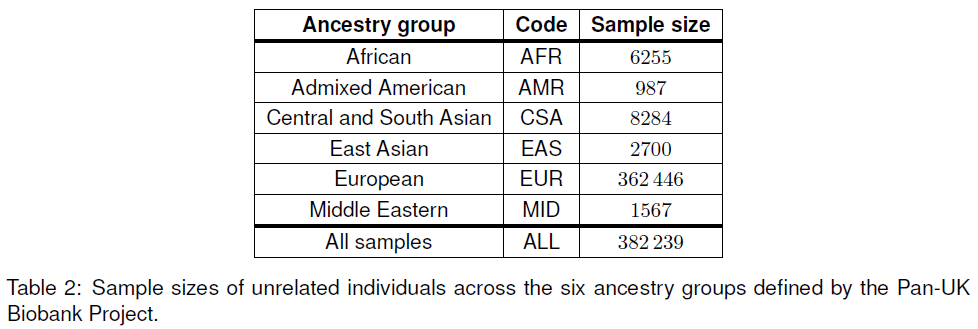 Ancestry group Code Sample size
African AFR 6255
Admixed American AMR 987
Central and South Asian CSA 8284
East Asian EAS 2700
European EUR 362 446
Middle Eastern MID 1567
All samples ALL 382 239
Table 2: Sample sizes of unrelated individuals across the six ancestry groups defined by the Pan-UK
Biobank Project.